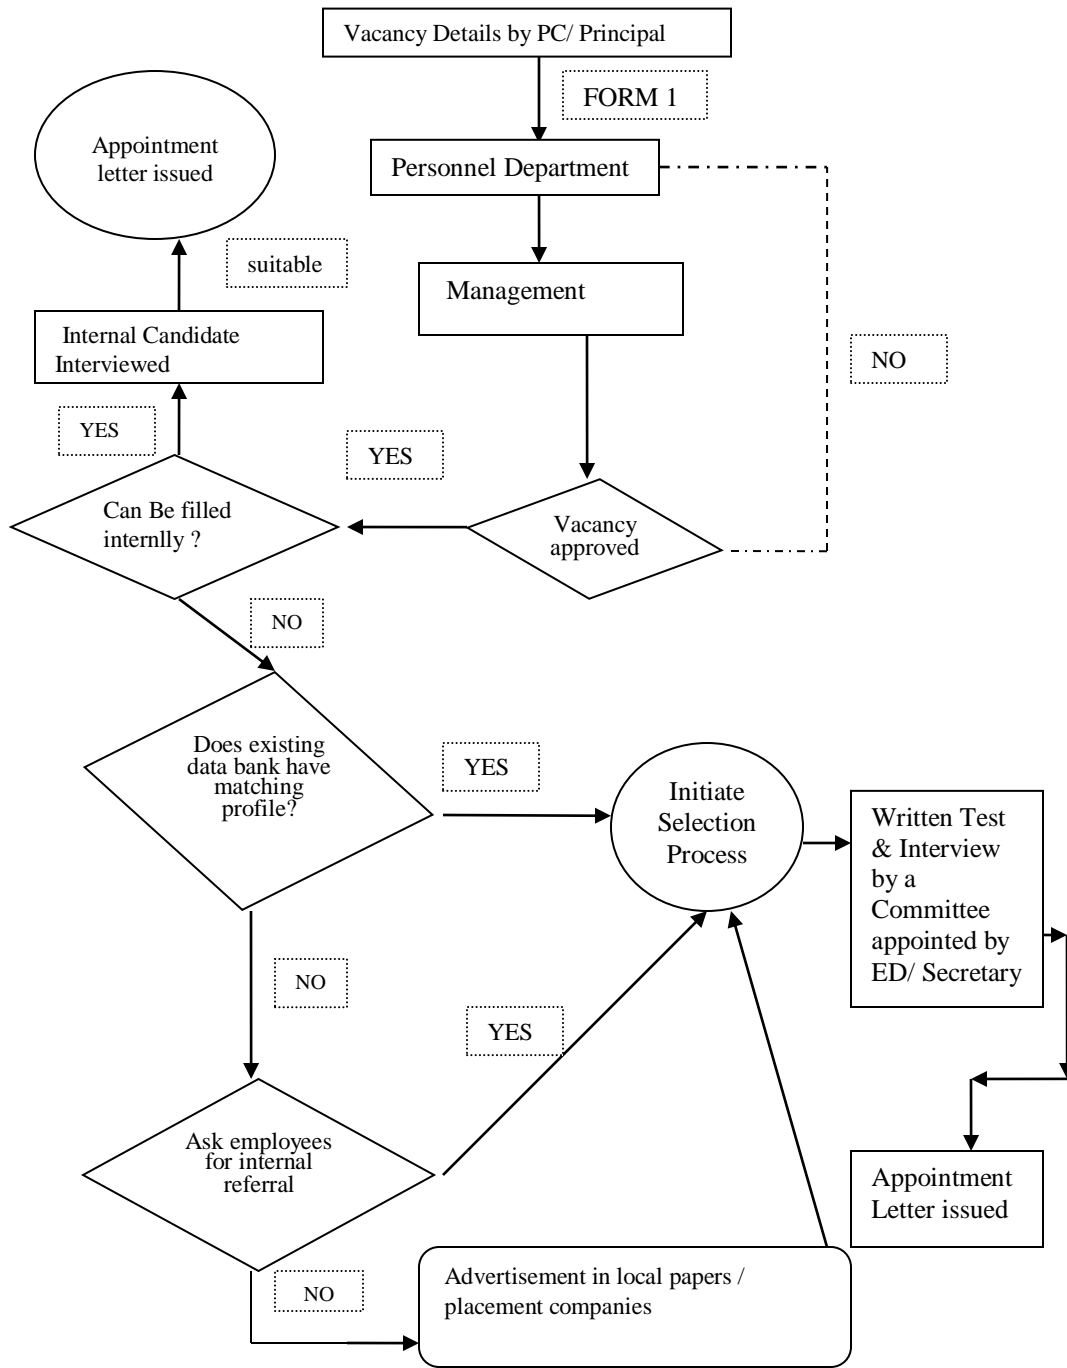 Vacancy Details by PC/ Principal
FORM 1
Appointment
letter issued
Personnel Department
suitable
Management
Internal Candidate
Interviewed
NO
YES
YES
Can Be filled
internlly ?
Vacancy
approved
NO
Does existing
data bank have
matching
profile?
YES
Initiate
Selection
Process
Written Test
& Interview
by a
Committee
appointed by
ED/ Secretary
NO
YES
Ask employees
for internal
referral
Appointment
Letter issued
NO
Advertisement in local papers /
placement companies